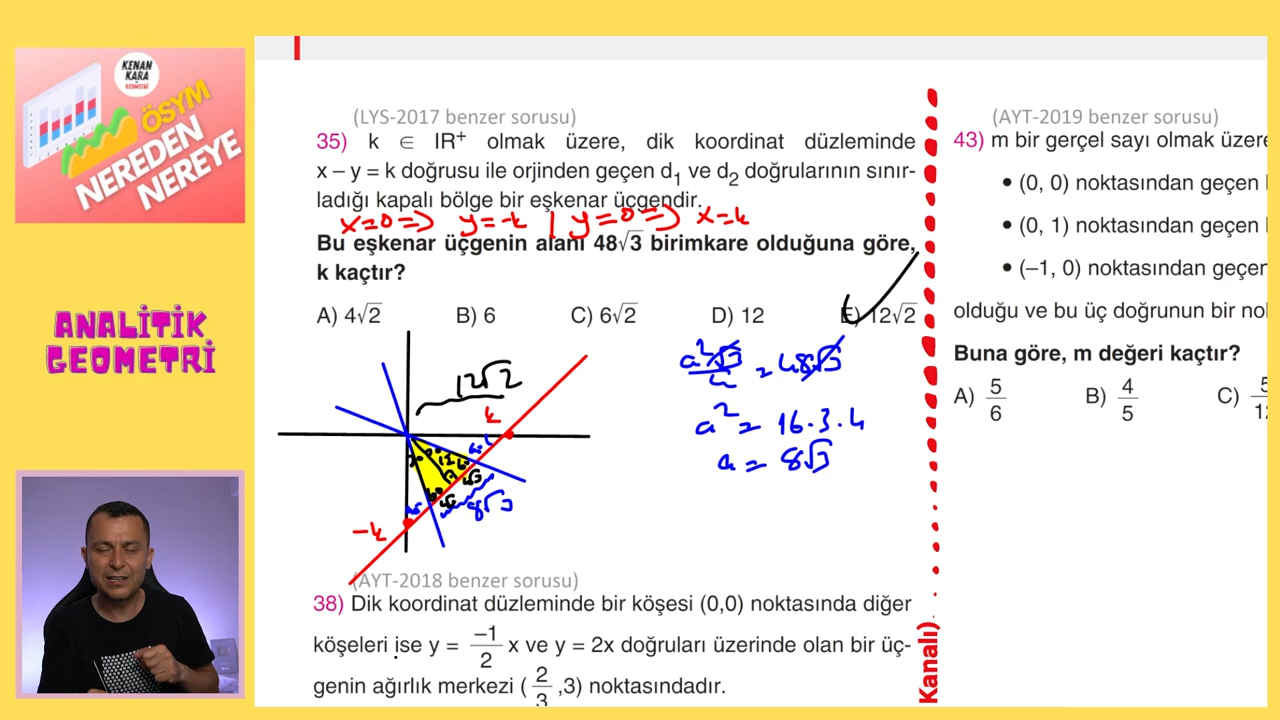 KENAN
KARA
GEOMETRİ
ÖSYM
NEREDEN
NEREYE
ANALİTİK
GEOMETRİ
(LYS-2017 benzer sorusu)
35) k ∈ IR⁺ olmak üzere, dik koordinat düzleminde
x – y = k doğrusu ile orjinden geçen d₁ ve d₂ doğrularının sınır-
ladığı kapalı bölge bir eşkenar üçgendir.
x=0 => y=-k | y=0 => x=k
Bu eşkenar üçgenin alanı 48√3 birimkare olduğuna göre,
k kaçtır?
A) 4√2 B) 6 C) 6√2 D) 12 E) 12√2
12√2
k
-k
60
8√3
a²√3/4 = 48√3
a² = 16.3.4
a = 8√3
(AYT-2018 benzer sorusu)
38) Dik koordinat düzleminde bir köşesi (0,0) noktasında diğer
köşeleri ise y = –1/2 x ve y = 2x doğruları üzerinde olan bir üç-
genin ağırlık merkezi (2/3 ,3) noktasındadır.
Kanalı)
(AYT-2019 benzer sorusu)
43) m bir gerçel sayı olmak üzere
• (0, 0) noktasından geçen
• (0, 1) noktasından geçen
• (–1, 0) noktasından geçen
olduğu ve bu üç doğrunun bir
Buna göre, m değeri kaçtır?
A) 5/6 B) 4/5 C)